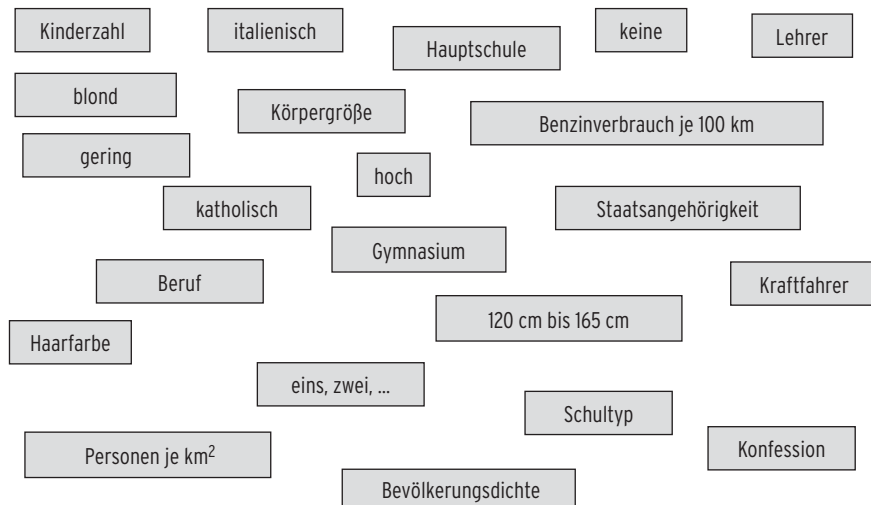 Kinderzahl
italienisch
Hauptschule
keine
Lehrer
blond
Körpergröße
Benzinverbrauch je 100 km
gering
hoch
katholisch
Staatsangehörigkeit
Gymnasium
Beruf
Kraftfahrer
120 cm bis 165 cm
Haarfarbe
eins, zwei, ...
Schultyp
Personen je km²
Konfession
Bevölkerungsdichte